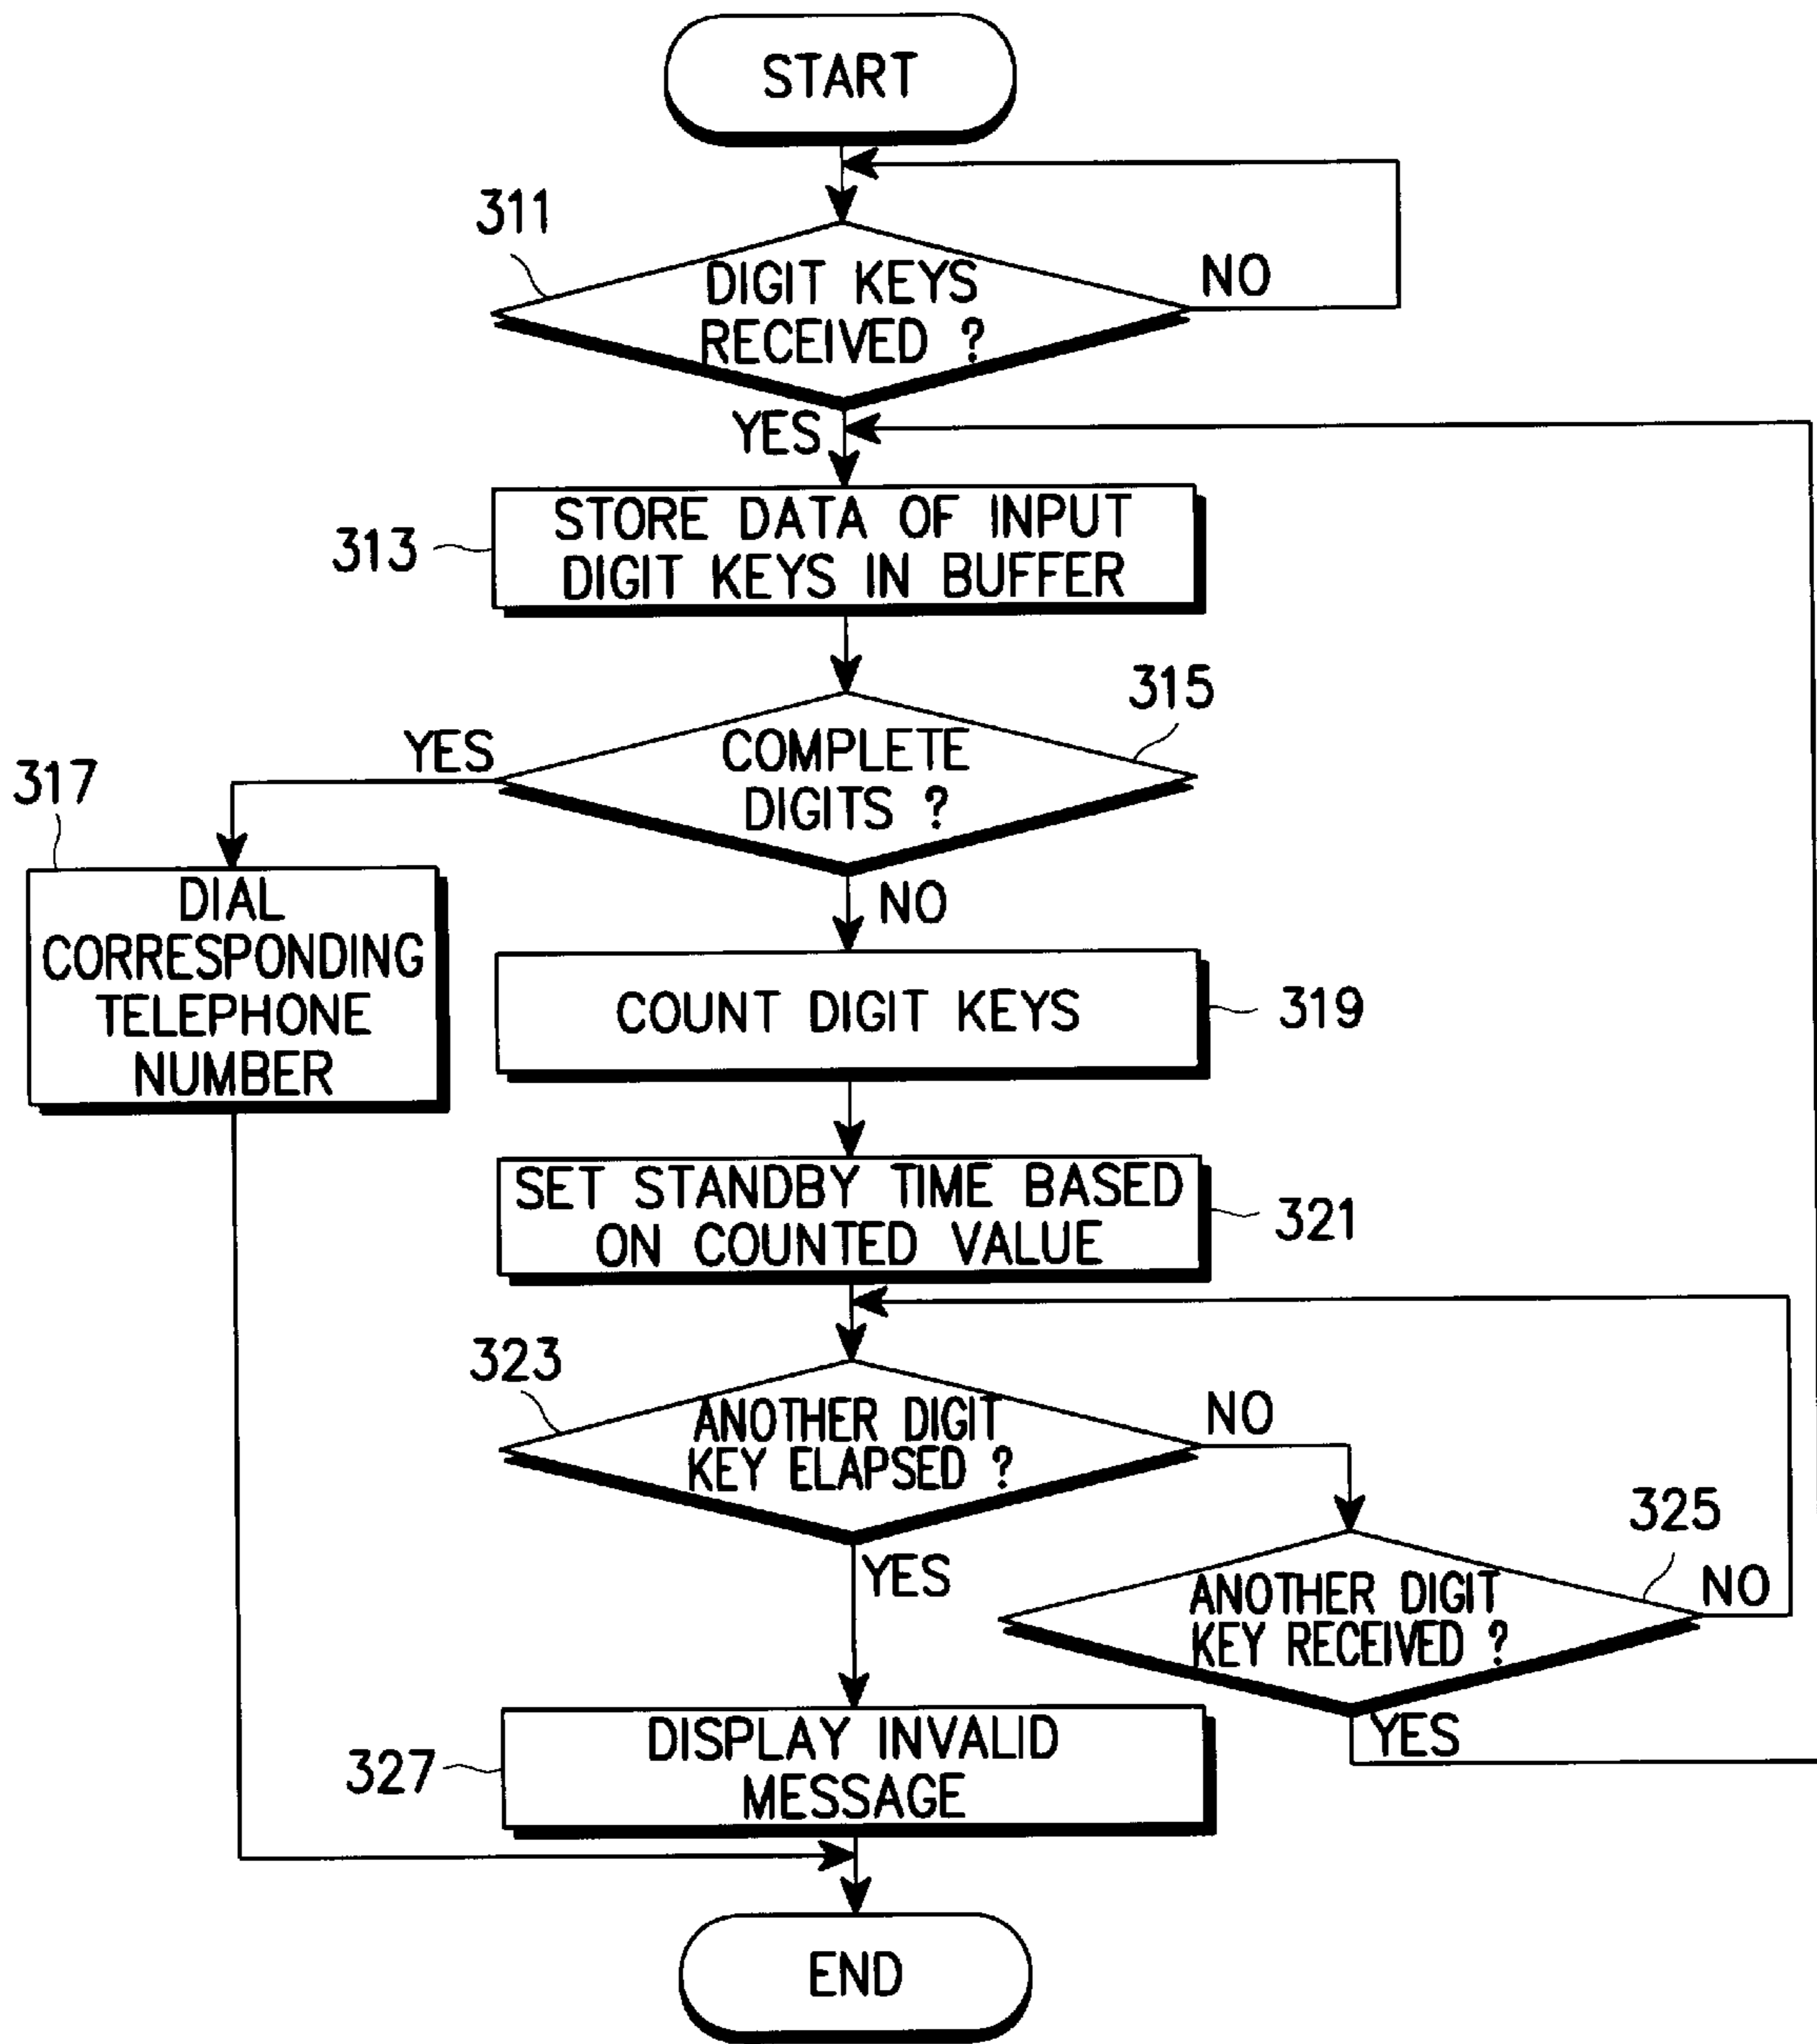 START
311
DIGIT KEYS
RECEIVED ?
NO
YES
313
STORE DATA OF INPUT
DIGIT KEYS IN BUFFER
315
COMPLETE
DIGITS ?
YES
317
DIAL
CORRESPONDING
TELEPHONE
NUMBER
NO
COUNT DIGIT KEYS
319
SET STANDBY TIME BASED
ON COUNTED VALUE
321
323
ANOTHER DIGIT
KEY ELAPSED ?
NO
YES
325
ANOTHER DIGIT
KEY RECEIVED ?
NO
YES
327
DISPLAY INVALID
MESSAGE
END